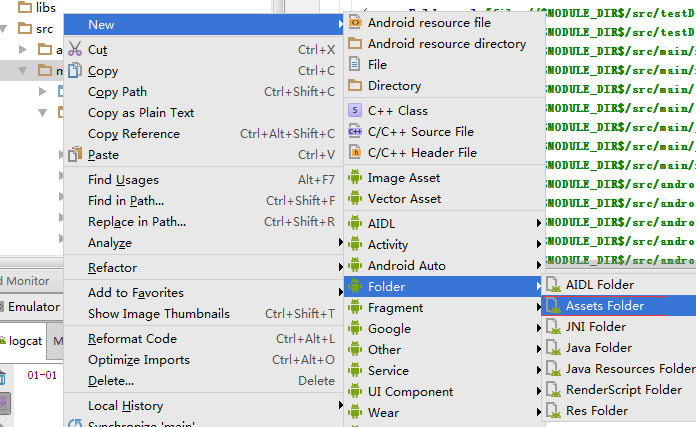 libs
src
a
m
New
Cut Ctrl+X
Copy Ctrl+C
Copy Path Ctrl+Shift+C
Copy as Plain Text
Copy Reference Ctrl+Alt+Shift+C
Paste Ctrl+V
Find Usages Alt+F7
Find in Path... Ctrl+Shift+F
Replace in Path... Ctrl+Shift+R
Analyze
Refactor
Add to Favorites
Show Image Thumbnails Ctrl+Shift+T
Reformat Code Ctrl+Alt+L
Optimize Imports Ctrl+Alt+O
Delete... Delete
Local History
Synchronize 'main'
Android resource file
Android resource directory
File
Directory
C++ Class
C/C++ Source File
C/C++ Header File
Image Asset
Vector Asset
AIDL
Activity
Android Auto
Folder
Fragment
Google
Other
Service
UI Component
Wear
AIDL Folder
Assets Folder
JNI Folder
Java Folder
Java Resources Folder
RenderScript Folder
Res Folder
$MODULE_DIR$/src/testD
$MODULE_DIR$/src/testD
$MODULE_DIR$/src/main/
$MODULE_DIR$/src/main/
$MODULE_DIR$/src/main/
$MODULE_DIR$/src/main/
$MODULE_DIR$/src/main/
$MODULE_DIR$/src/main/
$MODULE_DIR$/src/andro
$MODULE_DIR$/src/andro
$MODULE_DIR$/src/andro
$MODULE_DIR$/src/andro
d Monitor
Emulator
logcat M
01-01